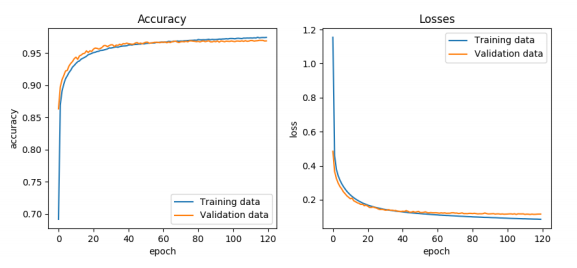 Accuracy
0.95
0.90
0.85
0.80
0.75
0.70
accuracy
Training data
Validation data
0 20 40 60 80 100 120
epoch
Losses
1.2
1.0
0.8
0.6
0.4
0.2
loss
Training data
Validation data
0 20 40 60 80 100 120
epoch